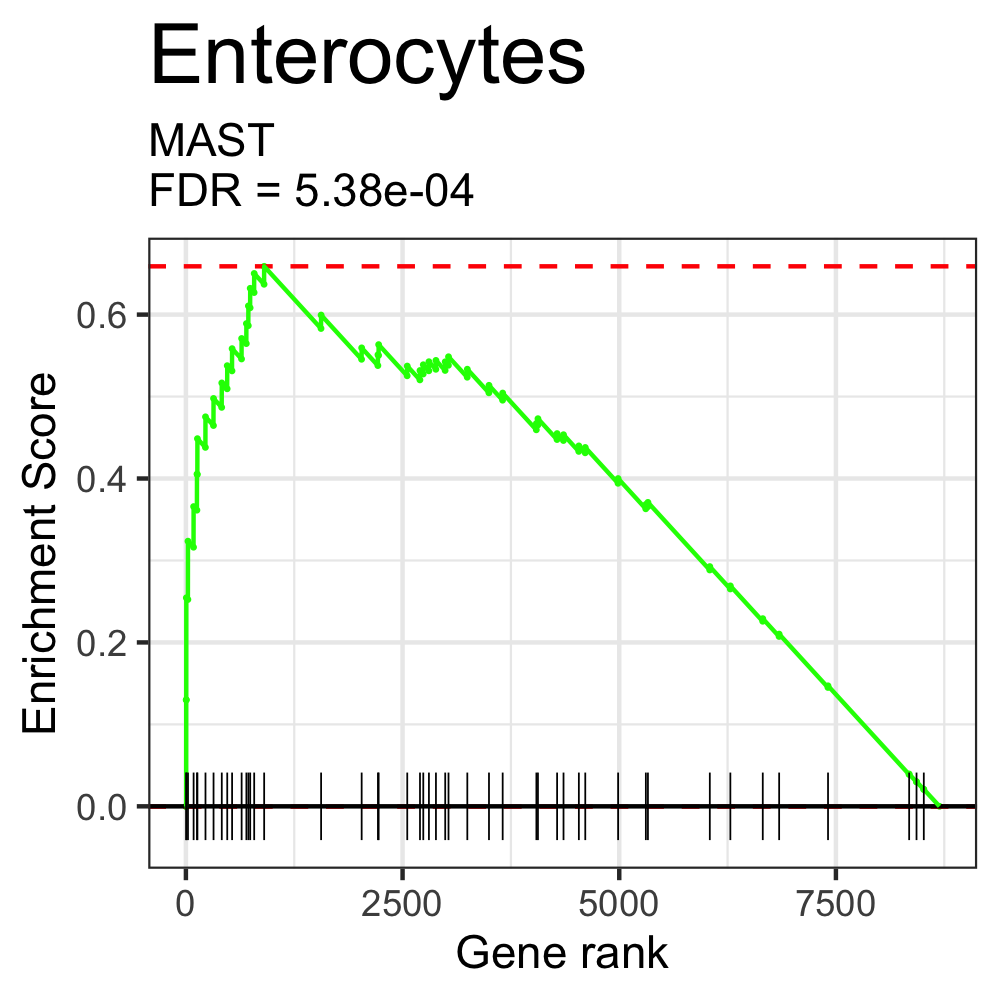 Enterocytes
MAST
FDR = 5.38e-04
Enrichment Score
0.6
0.4
0.2
0.0
0
2500
5000
7500
Gene rank